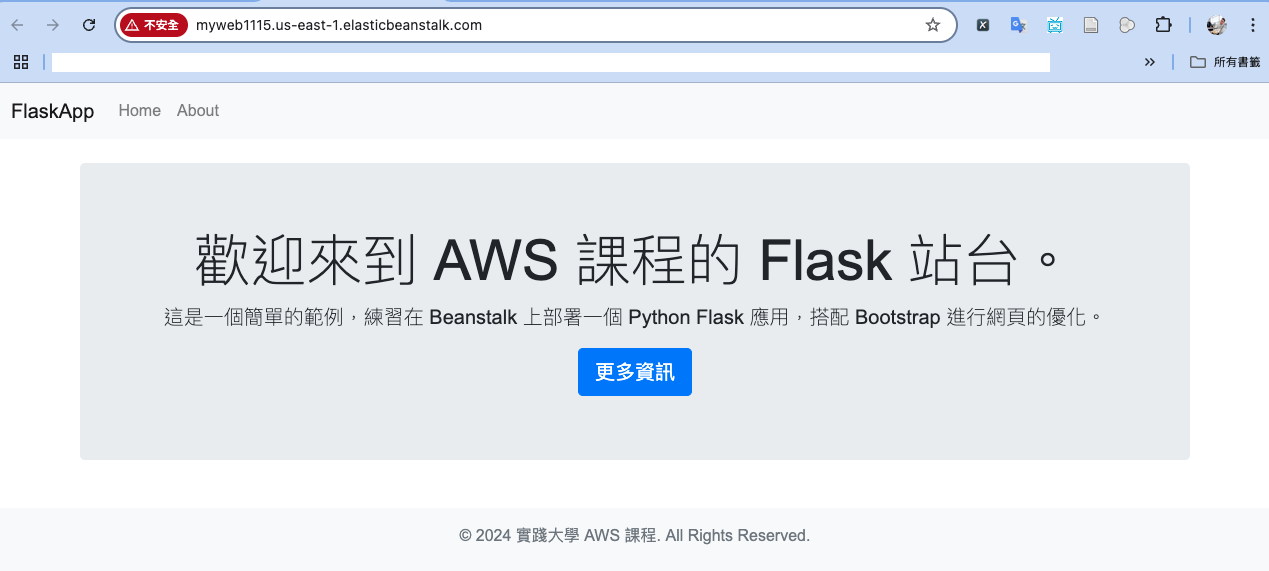 不安全 myweb1115.us-east-1.elasticbeanstalk.com
所有書籤
FlaskApp Home About
歡迎來到 AWS 課程的 Flask 站台。
這是一個簡單的範例，練習在 Beanstalk 上部署一個 Python Flask 應用，搭配 Bootstrap 進行網頁的優化。
更多資訊
© 2024 實踐大學 AWS 課程. All Rights Reserved.